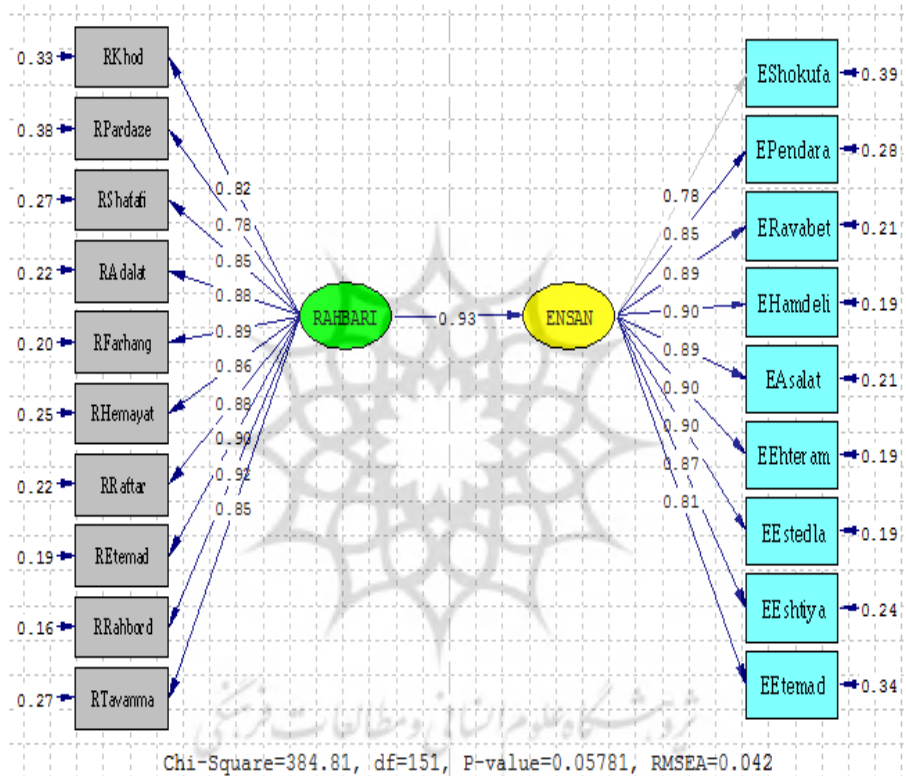 0.33 RKhod
0.38 RPardaze
0.27 RShafafi
0.22 RAdalat
0.20 RFarhang
0.25 RHemayat
0.22 RRaftar
0.19 REtemad
0.16 RRahbord
0.27 RTavanma
0.82
0.78
0.85
0.88
0.89
0.86
0.88
0.90
0.92
0.85
RAHBARI 0.93 ENSAN
0.78
0.85
0.89
0.90
0.89
0.90
0.90
0.87
0.81
EShokufa 0.39
EPendara 0.28
ERavabet 0.21
EHamdeli 0.19
EAsalat 0.21
EEhteram 0.19
EEstedla 0.19
EEshtiya 0.24
EEtemad 0.34
پژوهشگاه علوم انسانی و مطالعات فرهنگی
Chi-Square=384.81, df=151, P-value=0.05781, RMSEA=0.042